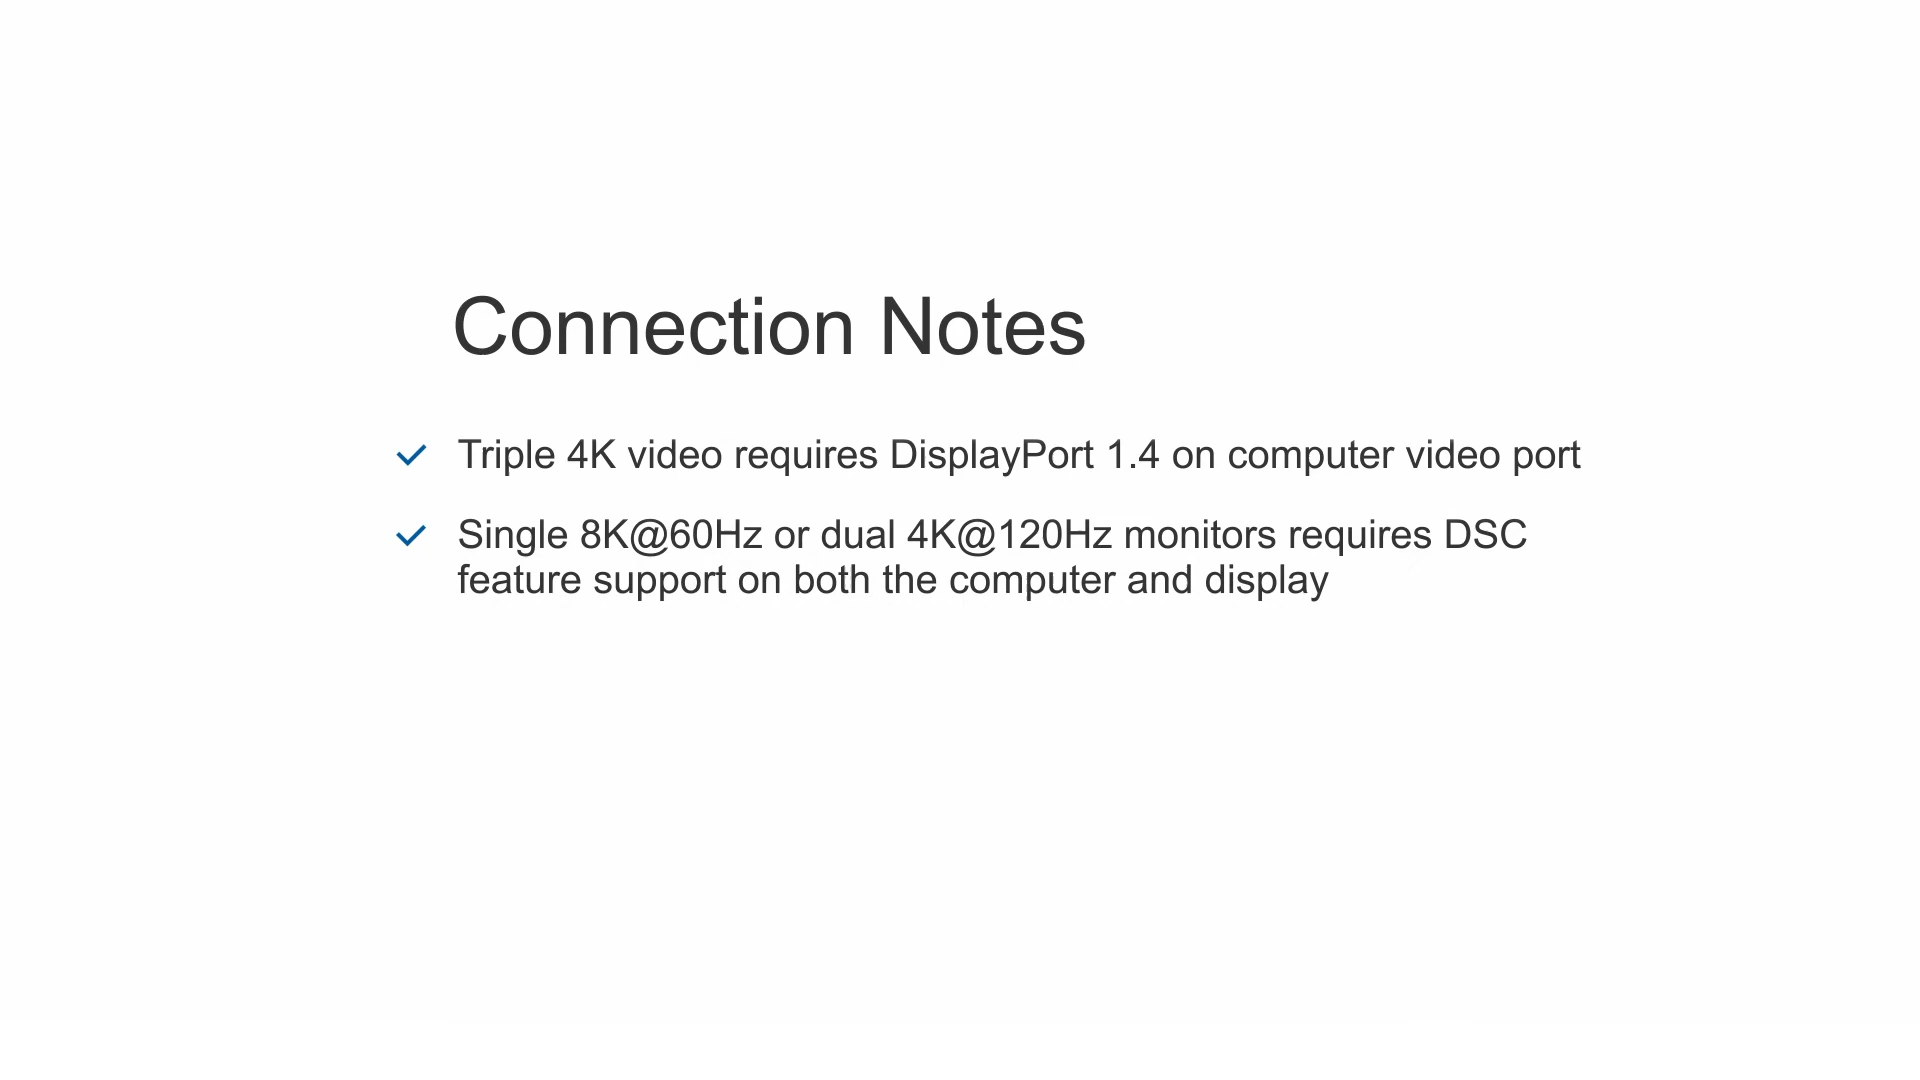 Connection Notes
Triple 4K video requires DisplayPort 1.4 on computer video port
Single 8K@60Hz or dual 4K@120Hz monitors requires DSC
feature support on both the computer and display